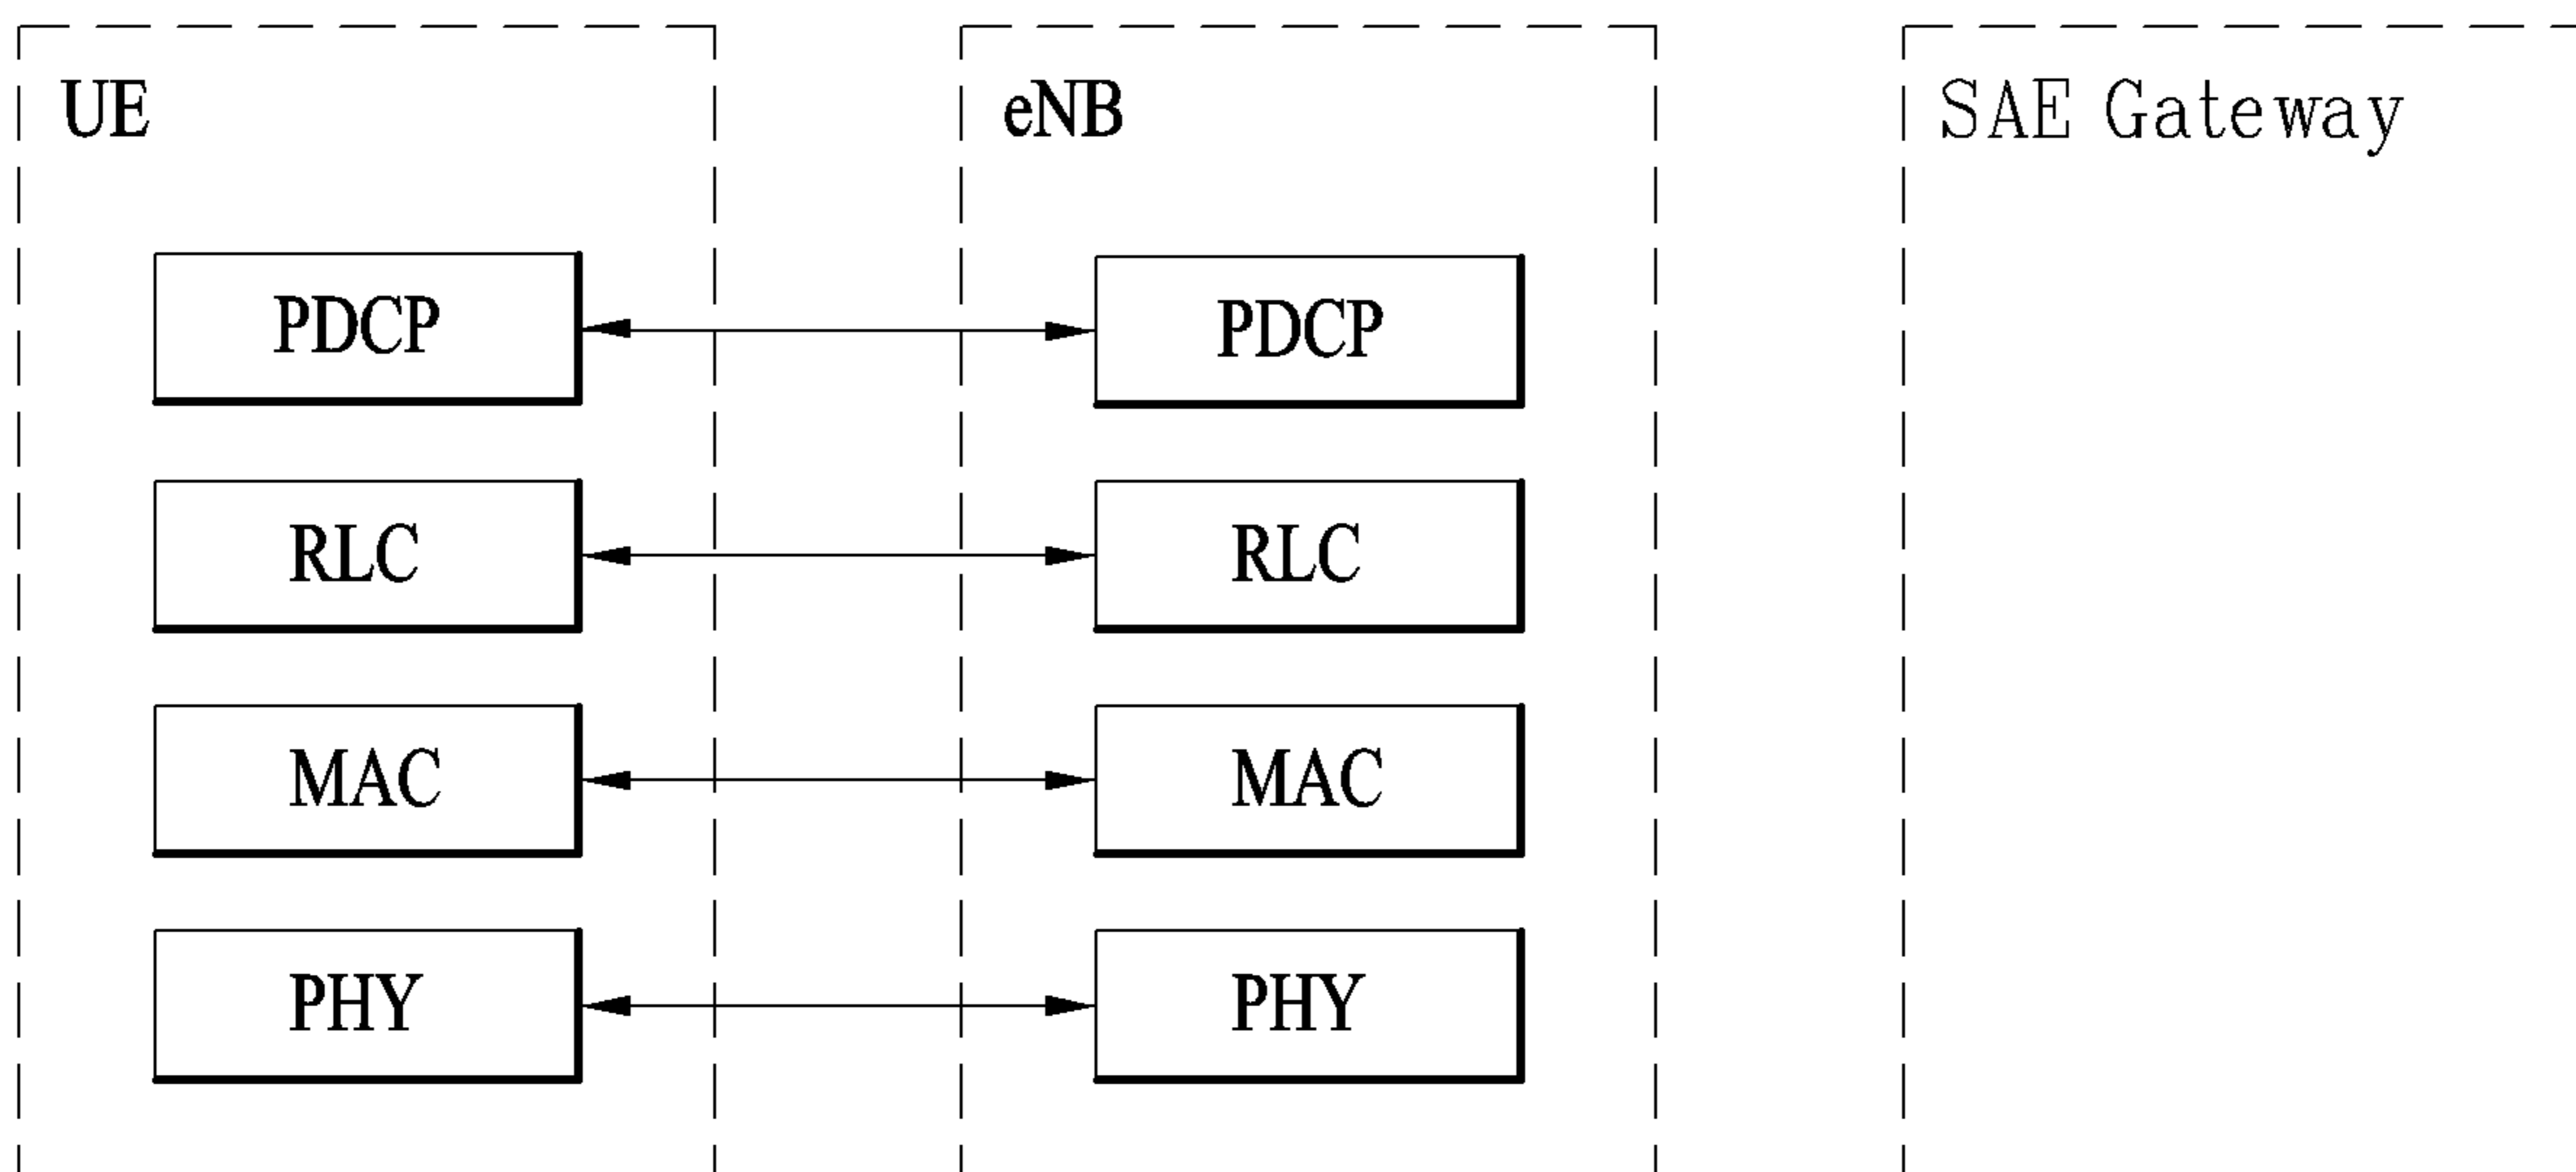 UE
eNB
SAE Gateway
PDCP
PDCP
RLC
RLC
MAC
MAC
PHY
PHY